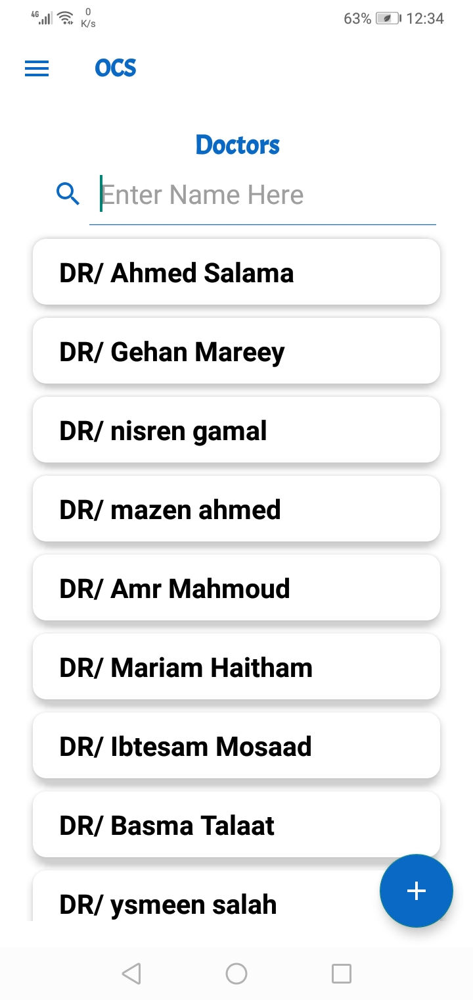 4G 0 K/s 63% 12:34
OCS
Doctors
Enter Name Here
DR/ Ahmed Salama
DR/ Gehan Mareey
DR/ nisren gamal
DR/ mazen ahmed
DR/ Amr Mahmoud
DR/ Mariam Haitham
DR/ Ibtesam Mosaad
DR/ Basma Talaat
DR/ ysmeen salah
+